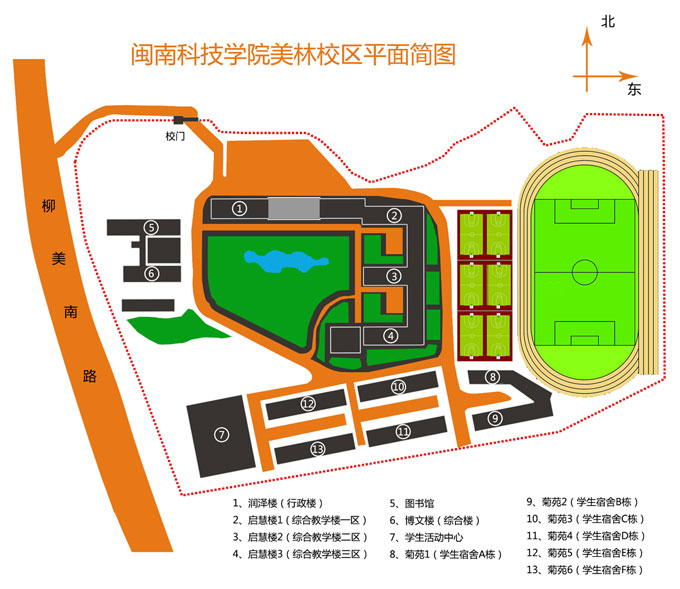 闽南科技学院美林校区平面简图
北
东
校门
柳美南路
1
2
3
4
5
6
7
8
9
10
11
12
13
1、润泽楼（行政楼）
2、启慧楼1（综合教学楼一区）
3、启慧楼2（综合教学楼二区）
4、启慧楼3（综合教学楼三区）
5、图书馆
6、博文楼（综合楼）
7、学生活动中心
8、菊苑1（学生宿舍A栋）
9、菊苑2（学生宿舍B栋）
10、菊苑3（学生宿舍C栋）
11、菊苑4（学生宿舍D栋）
12、菊苑5（学生宿舍E栋）
13、菊苑6（学生宿舍F栋）